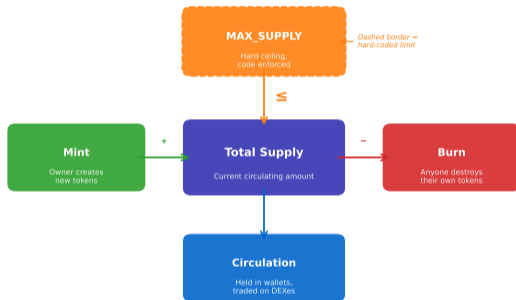 MAX_SUPPLY
Hard ceiling,
code enforced
Dashed border =
hard-coded limit
≤
Mint
Owner creates
new tokens
+
Total Supply
Current circulating amount
−
Burn
Anyone destroys
their own tokens
Circulation
Held in wallets,
traded on DEXes